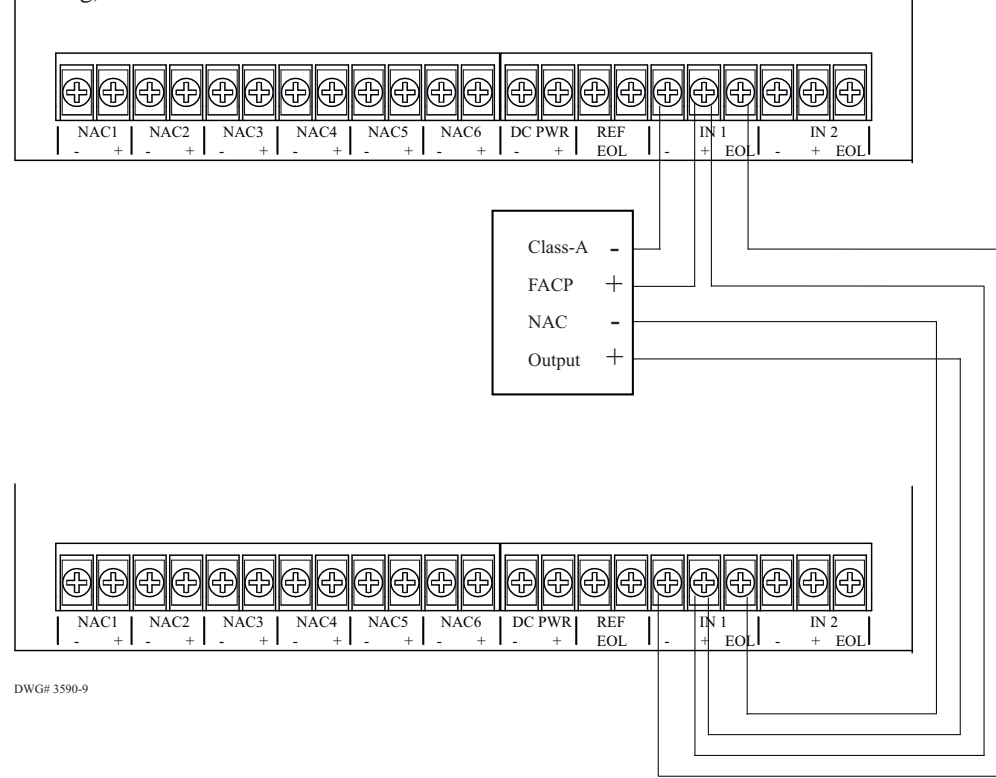 NAC1 NAC2 NAC3 NAC4 NAC5 NAC6 DC PWR REF IN 1 IN 2
- + - + - + - + - + - + - + EOL - + EOL - + EOL
Class-A -
FACP +
NAC -
Output +
NAC1 NAC2 NAC3 NAC4 NAC5 NAC6 DC PWR REF IN 1 IN 2
- + - + - + - + - + - + - + EOL - + EOL - + EOL
DWG# 3590-9